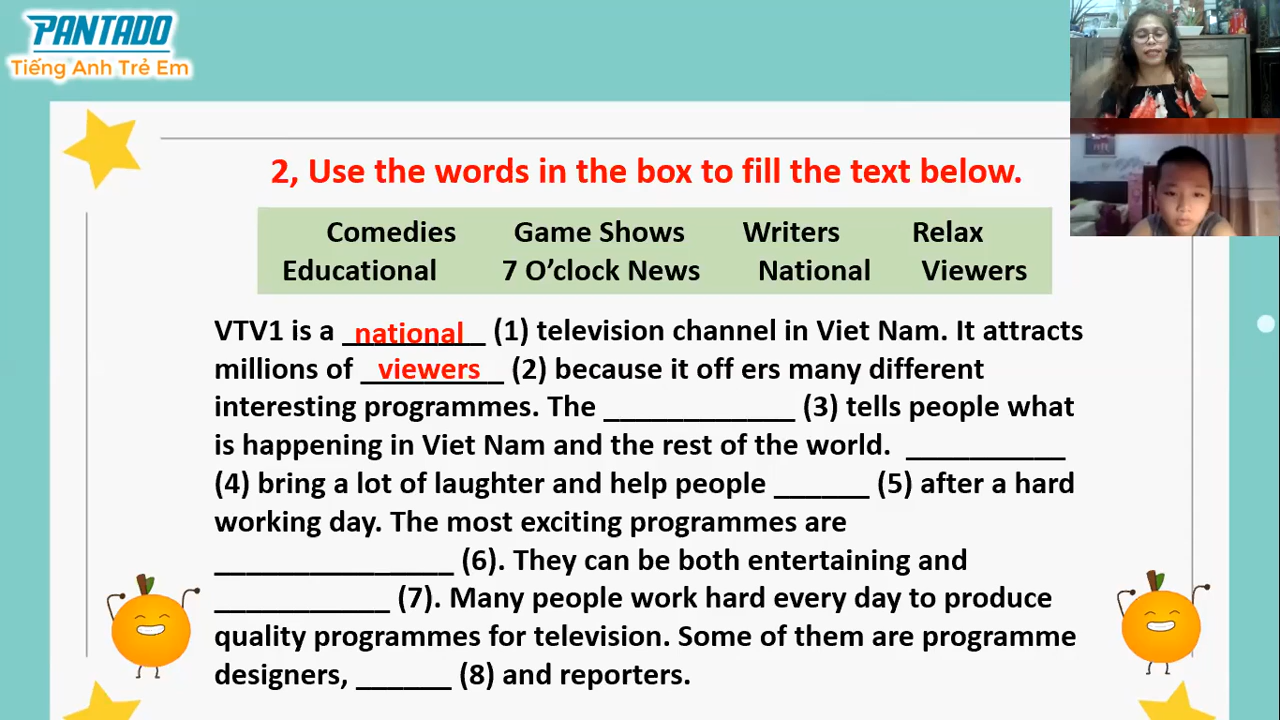 PANTADO
Tiếng Anh Trẻ Em
2, Use the words in the box to fill the text below.
Comedies Game Shows Writers Relax
Educational 7 O’clock News National Viewers
VTV1 is a _national_ (1) television channel in Viet Nam. It attracts
millions of _viewers_ (2) because it off ers many different
interesting programmes. The ____________ (3) tells people what
is happening in Viet Nam and the rest of the world. __________
(4) bring a lot of laughter and help people ______ (5) after a hard
working day. The most exciting programmes are
_______________ (6). They can be both entertaining and
___________ (7). Many people work hard every day to produce
quality programmes for television. Some of them are programme
designers, ______ (8) and reporters.